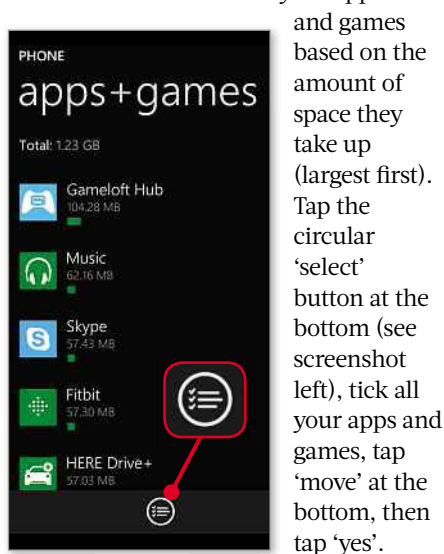 PHONE
apps+games
Total: 1.23 GB
Gameloft Hub
104.28 MB
Music
62.16 MB
Skype
57.43 MB
Fitbit
57.30 MB
HERE Drive+
57.03 MB
and games
based on the
amount of
space they
take up
(largest first).
Tap the
circular
‘select’
button at the
bottom (see
screenshot
left), tick all
your apps and
games, tap
‘move’ at the
bottom, then
tap ‘yes’.